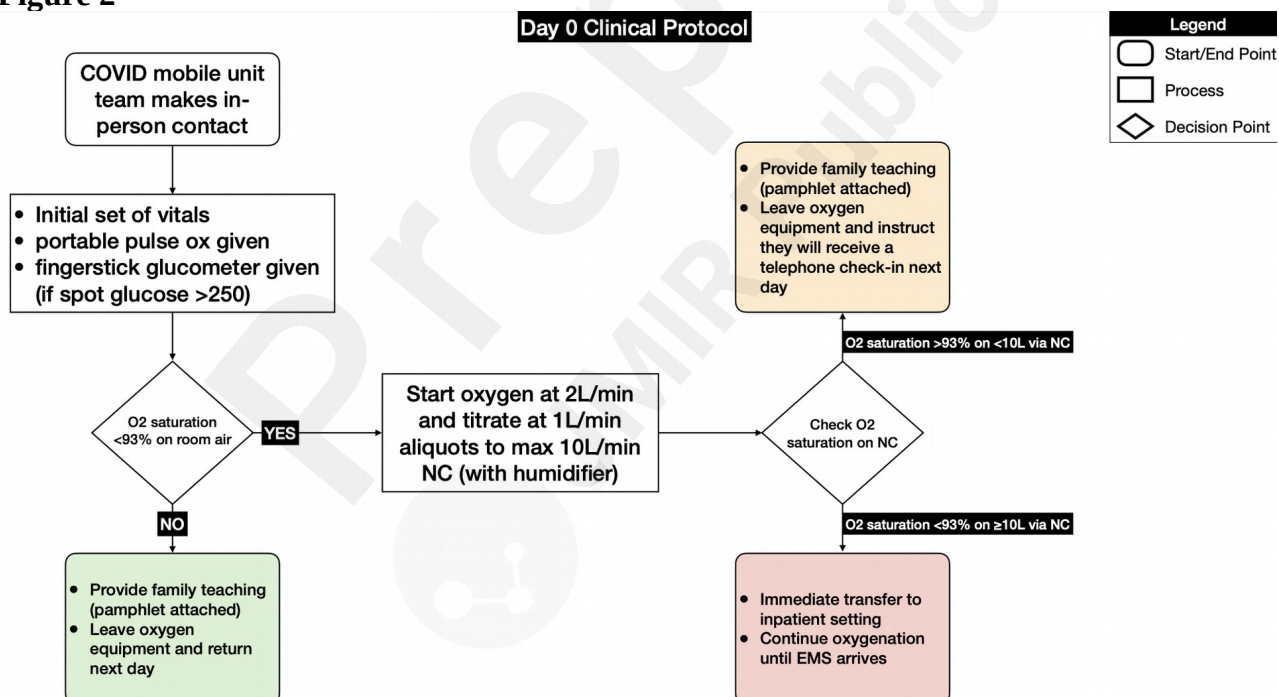 Figure 2
Day 0 Clinical Protocol
Legend
Start/End Point
Process
Decision Point
COVID mobile unit
team makes in-
person contact
• Initial set of vitals
• portable pulse ox given
• fingerstick glucometer given
(if spot glucose >250)
O2 saturation
<93% on room air
YES
NO
• Provide family teaching
(pamphlet attached)
• Leave oxygen
equipment and return
next day
Start oxygen at 2L/min
and titrate at 1L/min
aliquots to max 10L/min
NC (with humidifier)
Check O2
saturation on NC
O2 saturation >93% on <10L via NC
• Provide family teaching
(pamphlet attached)
• Leave oxygen
equipment and instruct
they will receive a
telephone check-in next
day
O2 saturation <93% on ≥10L via NC
• Immediate transfer to
inpatient setting
• Continue oxygenation
until EMS arrives